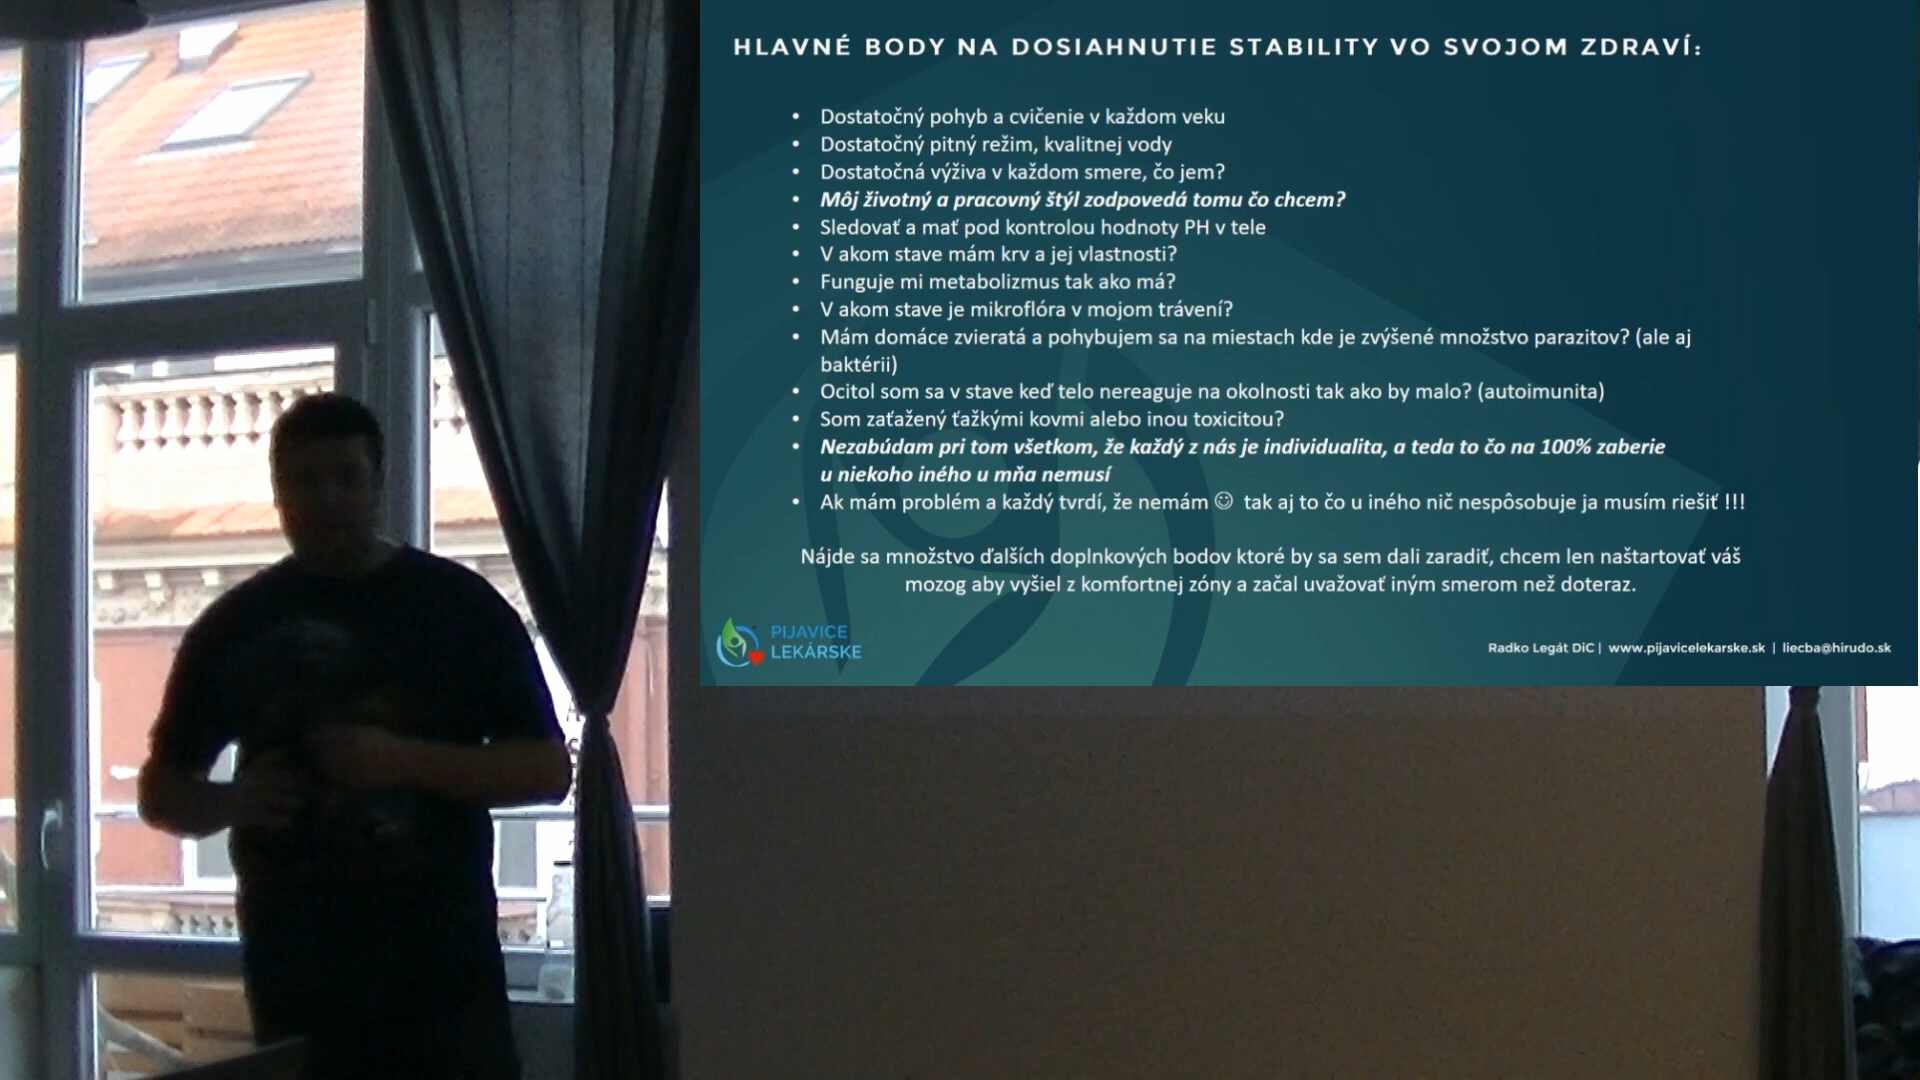 HLAVNÉ BODY NA DOSIAHNUTIE STABILITY VO SVOJOM ZDRAVÍ:
• Dostatočný pohyb a cvičenie v každom veku
• Dostatočný pitný režim, kvalitnej vody
• Dostatočná výživa v každom smere, čo jem?
• Môj životný a pracovný štýl zodpovedá tomu čo chcem?
• Sledovať a mať pod kontrolou hodnoty PH v tele
• V akom stave mám krv a jej vlastnosti?
• Funguje mi metabolizmus tak ako má?
• V akom stave je mikroflóra v mojom trávení?
• Mám domáce zvieratá a pohybujem sa na miestach kde je zvýšené množstvo parazitov? (ale aj
baktérii)
• Ocitol som sa v stave keď telo nereaguje na okolnosti tak ako by malo? (autoimunita)
• Som zaťažený ťažkými kovmi alebo inou toxicitou?
• Nezabúdam pri tom všetkom, že každý z nás je individualita, a teda to čo na 100% zaberie
u niekoho iného u mňa nemusí
• Ak mám problém a každý tvrdí, že nemám ☺ tak aj to čo u iného nič nespôsobuje ja musím riešiť !!!
Nájde sa množstvo ďalších doplnkových bodov ktoré by sa sem dali zaradiť, chcem len naštartovať váš
mozog aby vyšiel z komfortnej zóny a začal uvažovať iným smerom než doteraz.
PIJAVICE
LEKÁRSKE
Radko Legát DiC | www.pijavicelekarske.sk | liecba@hirudo.sk